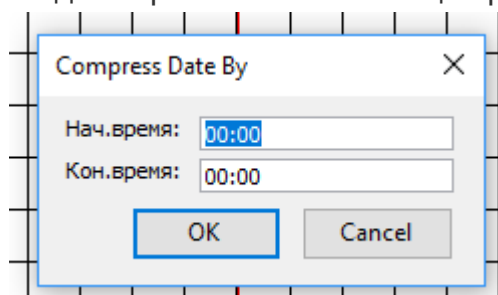 Compress Date By
Нач.время: 00:00
Кон.время: 00:00
OK Cancel